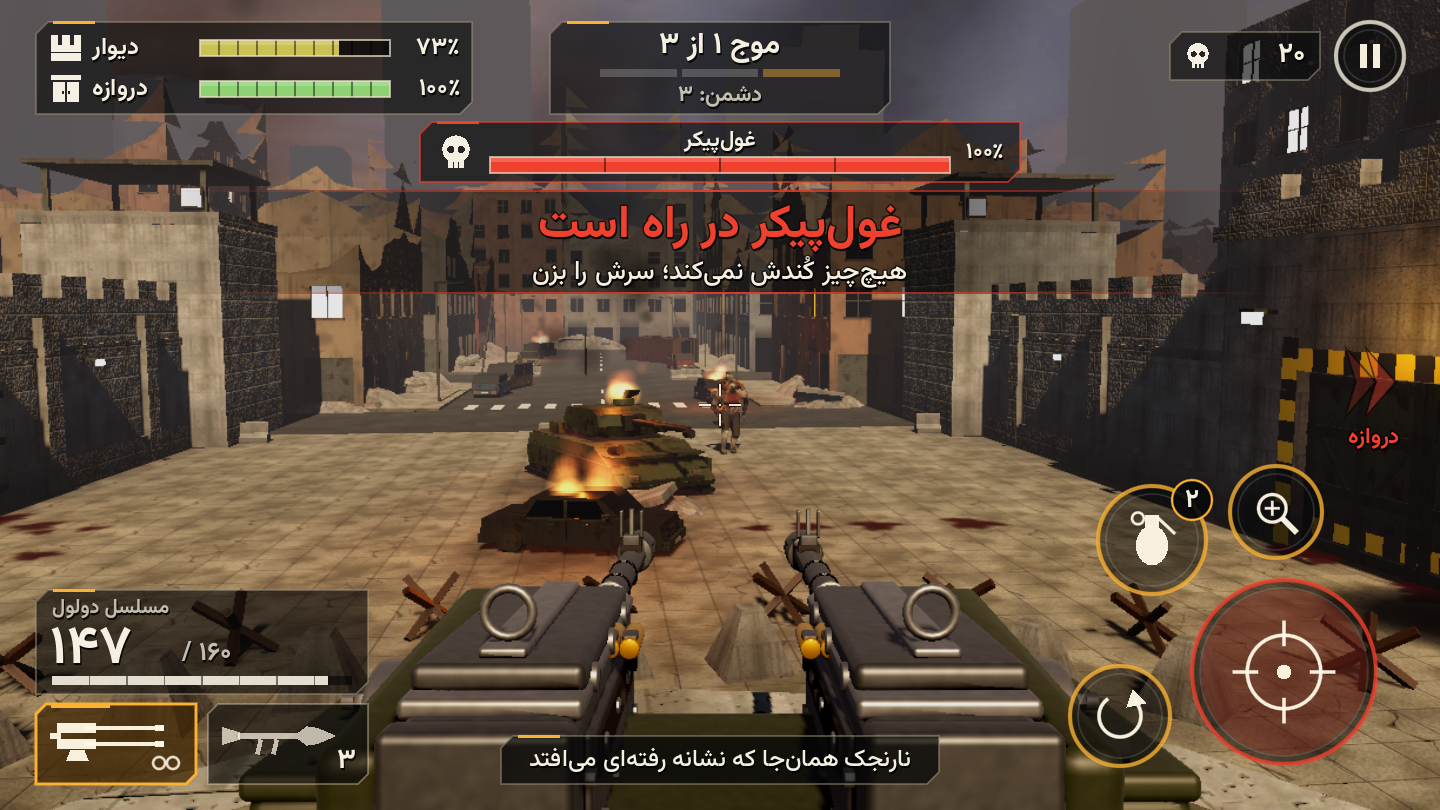 دیوار ۷۳٪
دروازه ۱۰۰٪
موج ۱ از ۳
دشمن: ۳
۲۰
غول‌پیکر
۱۰۰٪
غول‌پیکر در راه است
هیچ‌چیز کُندش نمی‌کند؛ سرش را بزن
دروازه
۲
مسلسل دولول
۱۴۷ / ۱۶۰
∞
۳
نارنجک همان‌جا که نشانه رفته‌ای می‌افتد